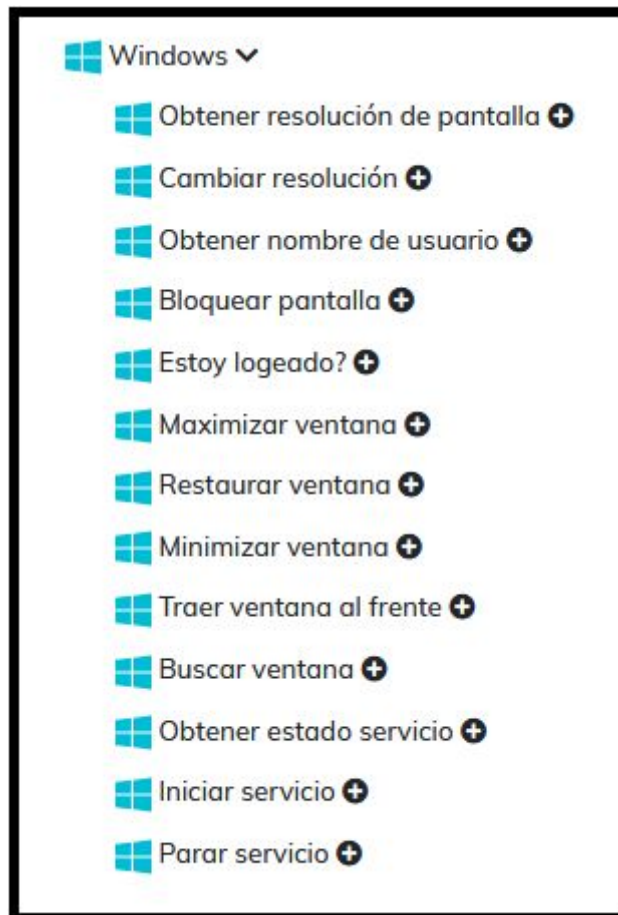 Windows
Obtener resolución de pantalla
Cambiar resolución
Obtener nombre de usuario
Bloquear pantalla
Estoy logeado?
Maximizar ventana
Restaurar ventana
Minimizar ventana
Traer ventana al frente
Buscar ventana
Obtener estado servicio
Iniciar servicio
Parar servicio